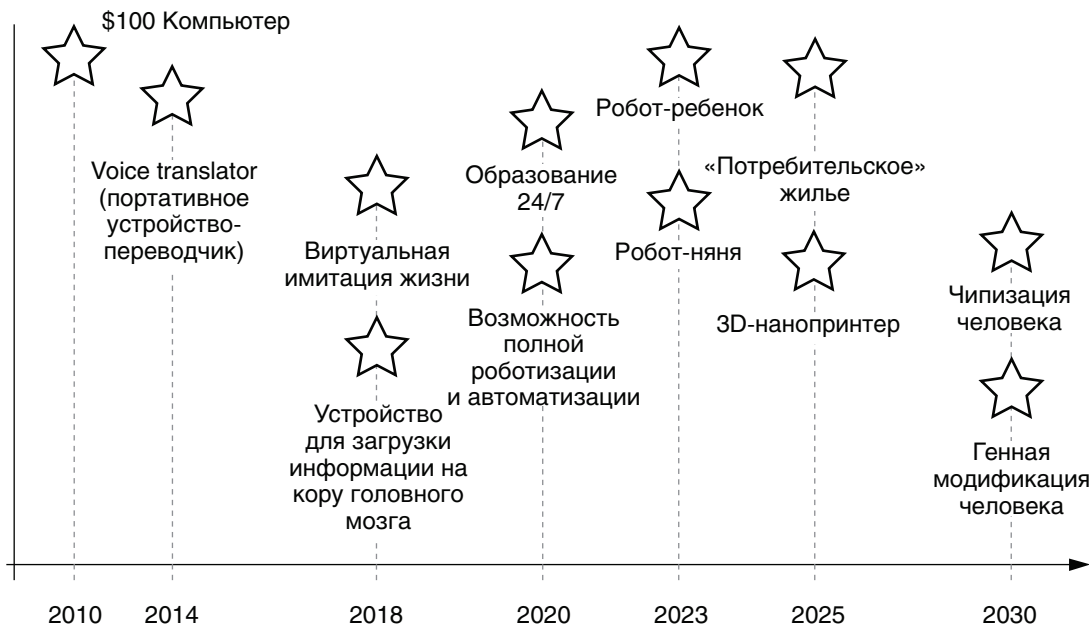 $100 Компьютер
Voice translator
(портативное
устройство-
переводчик)
Виртуальная
имитация жизни
Устройство
для загрузки
информации на
кору головного
мозга
Образование
24/7
Возможность
полной
роботизации
и автоматизации
Робот-ребенок
Робот-няня
«Потребительское»
жилье
3D-нанопринтер
Чипизация
человека
Генная
модификация
человека
2010
2014
2018
2020
2023
2025
2030